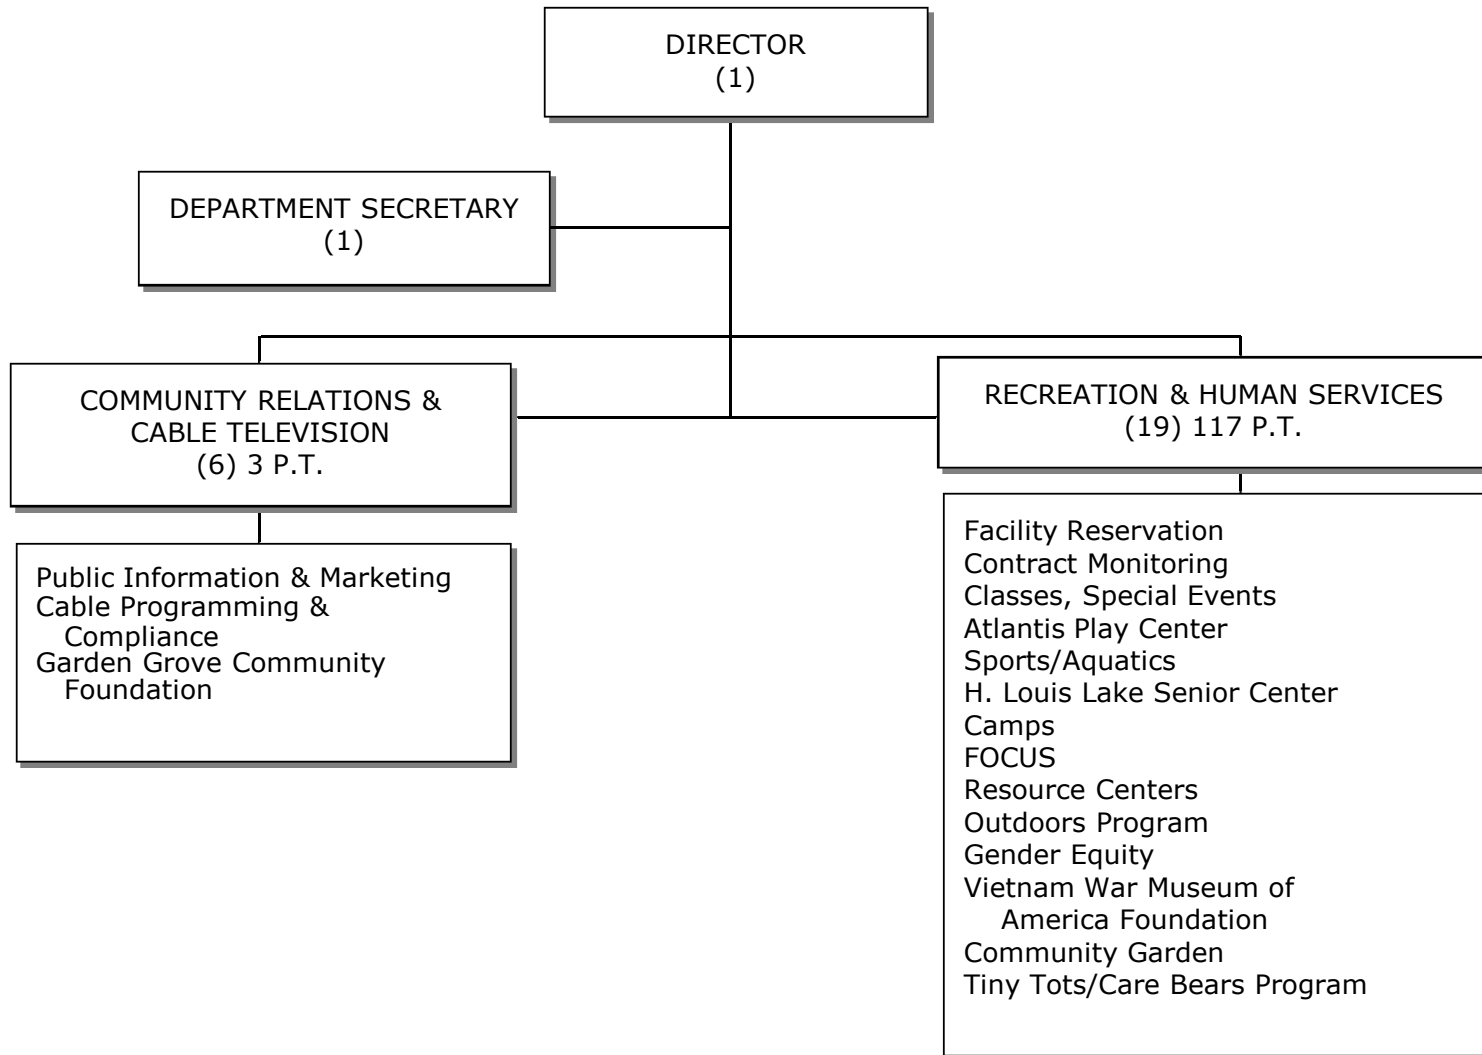 DIRECTOR
(1)
DEPARTMENT SECRETARY
(1)
COMMUNITY RELATIONS &
CABLE TELEVISION
(6) 3 P.T.
RECREATION & HUMAN SERVICES
(19) 117 P.T.
Public Information & Marketing
Cable Programming &
Compliance
Garden Grove Community
Foundation
Facility Reservation
Contract Monitoring
Classes, Special Events
Atlantis Play Center
Sports/Aquatics
H. Louis Lake Senior Center
Camps
FOCUS
Resource Centers
Outdoors Program
Gender Equity
Vietnam War Museum of
America Foundation
Community Garden
Tiny Tots/Care Bears Program